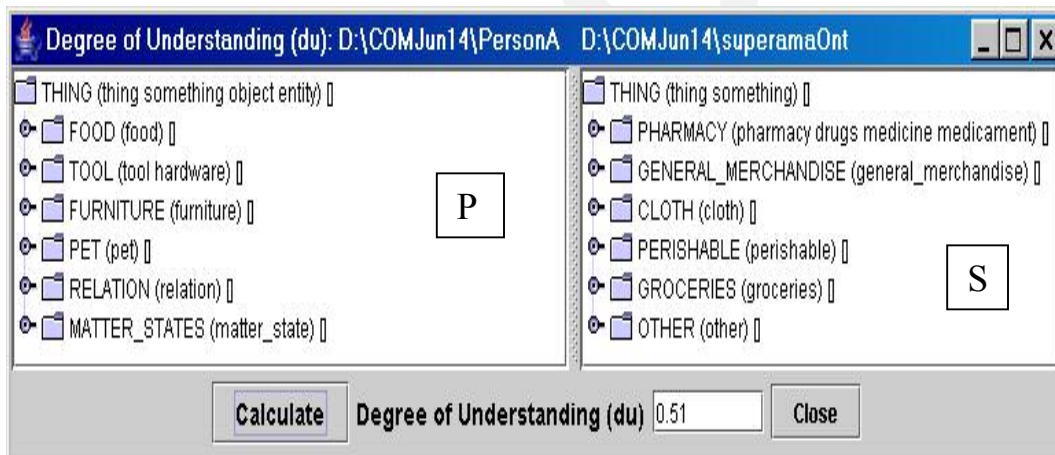 Degree of Understanding (du): D:\COMJun14\PersonA D:\COMJun14\superamaOnt
THING (thing something object entity) []
FOOD (food) []
TOOL (tool hardware) []
FURNITURE (furniture) []
PET (pet) []
RELATION (relation) []
MATTER_STATES (matter_state) []
P
THING (thing something) []
PHARMACY (pharmacy drugs medicine medicament) []
GENERAL_MERCHANDISE (general_merchandise) []
CLOTH (cloth) []
PERISHABLE (perishable) []
GROCERIES (groceries) []
OTHER (other) []
S
Calculate Degree of Understanding (du) 0.51 Close